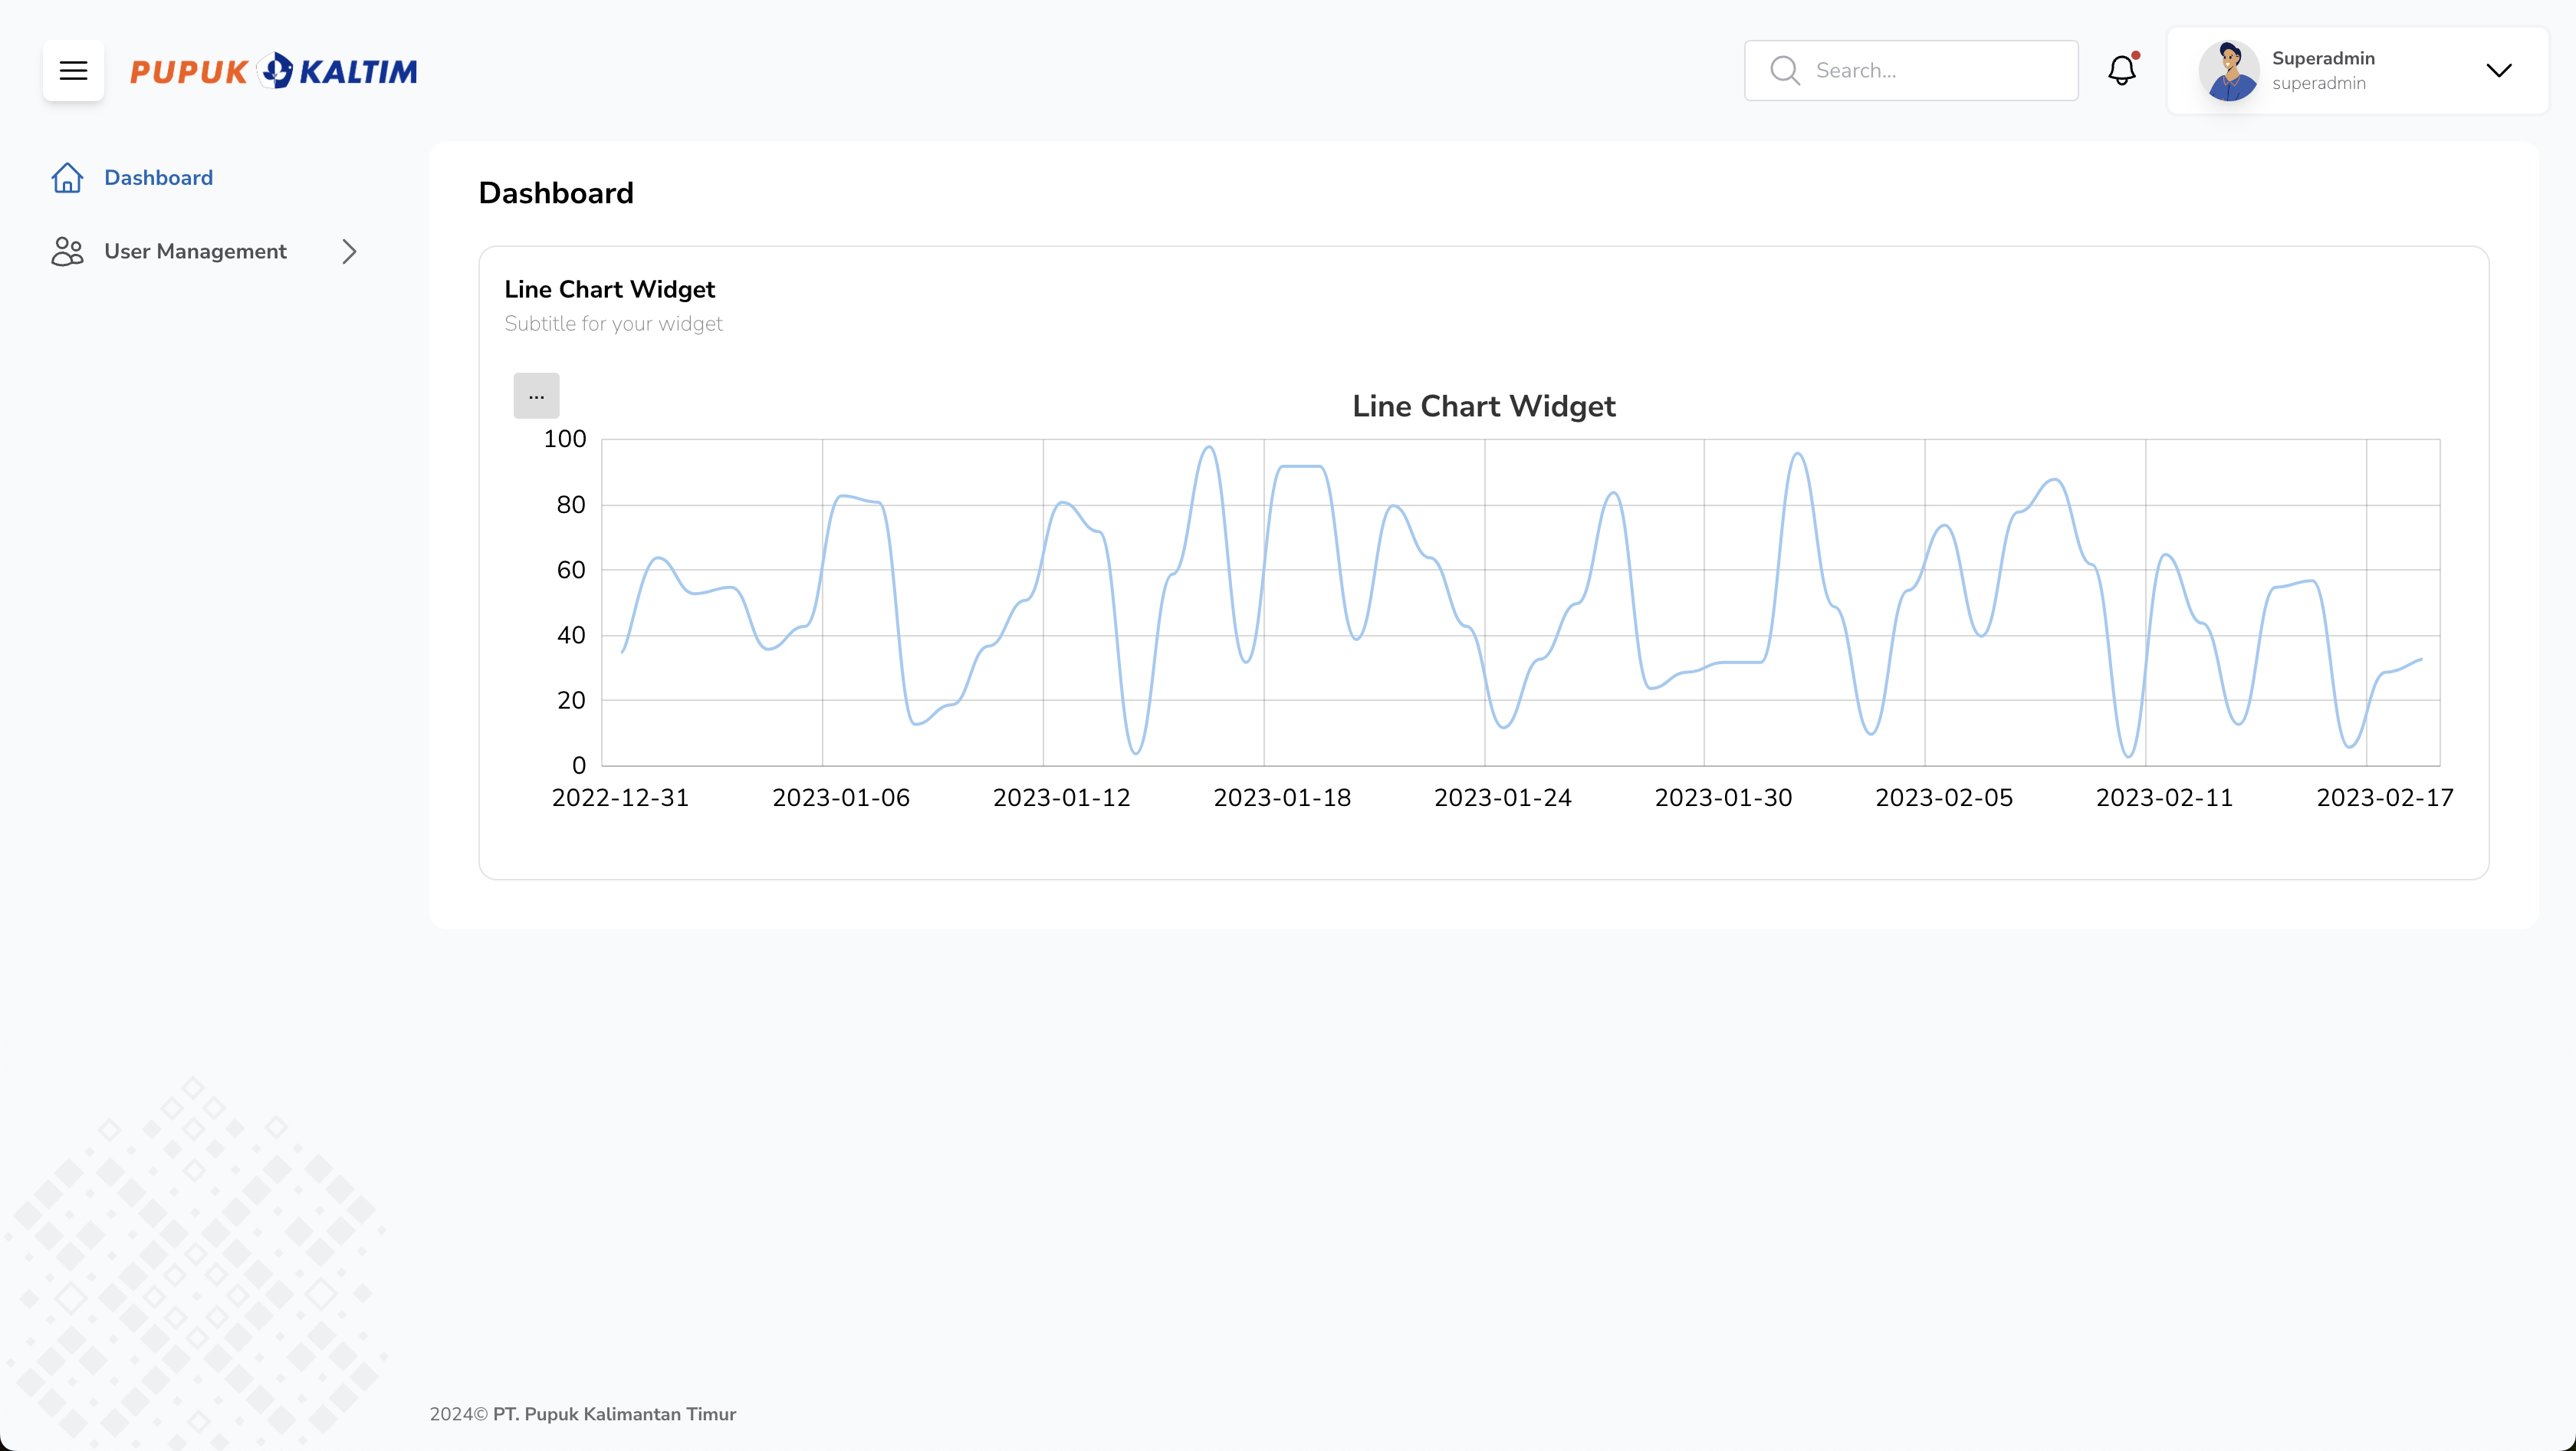 PUPUK KALTIM
Search...
Superadmin
superadmin
Dashboard
User Management
Dashboard
Line Chart Widget
Subtitle for your widget
...
Line Chart Widget
100
80
60
40
20
0
2022-12-31 2023-01-06 2023-01-12 2023-01-18 2023-01-24 2023-01-30 2023-02-05 2023-02-11 2023-02-17
2024© PT. Pupuk Kalimantan Timur